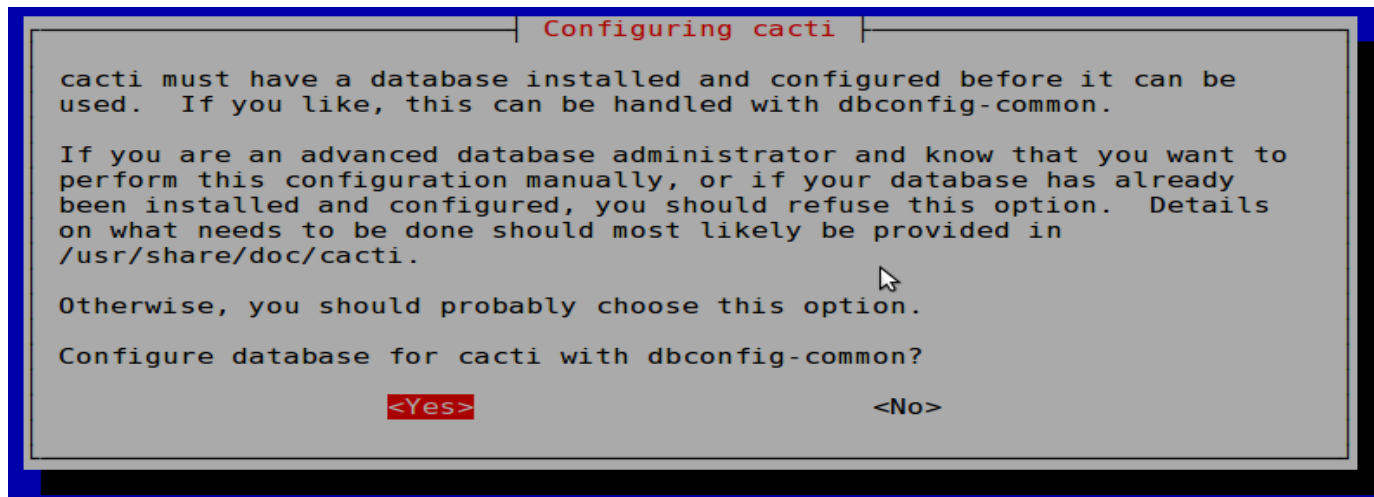 Configuring cacti
cacti must have a database installed and configured before it can be
used.  If you like, this can be handled with dbconfig-common.
If you are an advanced database administrator and know that you want to
perform this configuration manually, or if your database has already
been installed and configured, you should refuse this option.  Details
on what needs to be done should most likely be provided in
/usr/share/doc/cacti.
Otherwise, you should probably choose this option.
Configure database for cacti with dbconfig-common?
<Yes> <No>